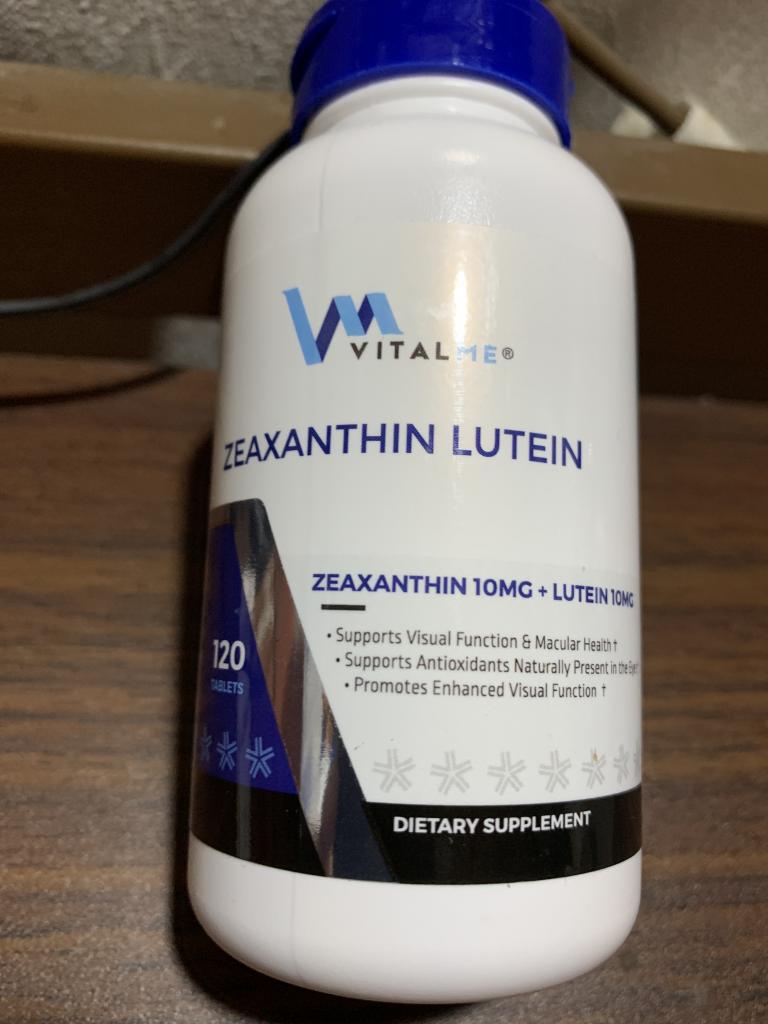 VITALME®
ZEAXANTHIN LUTEIN
ZEAXANTHIN 10MG + LUTEIN 10MG
• Supports Visual Function & Macular Health†
• Supports Antioxidants Naturally Present in the Eye†
• Promotes Enhanced Visual Function †
120
TABLETS
DIETARY SUPPLEMENT